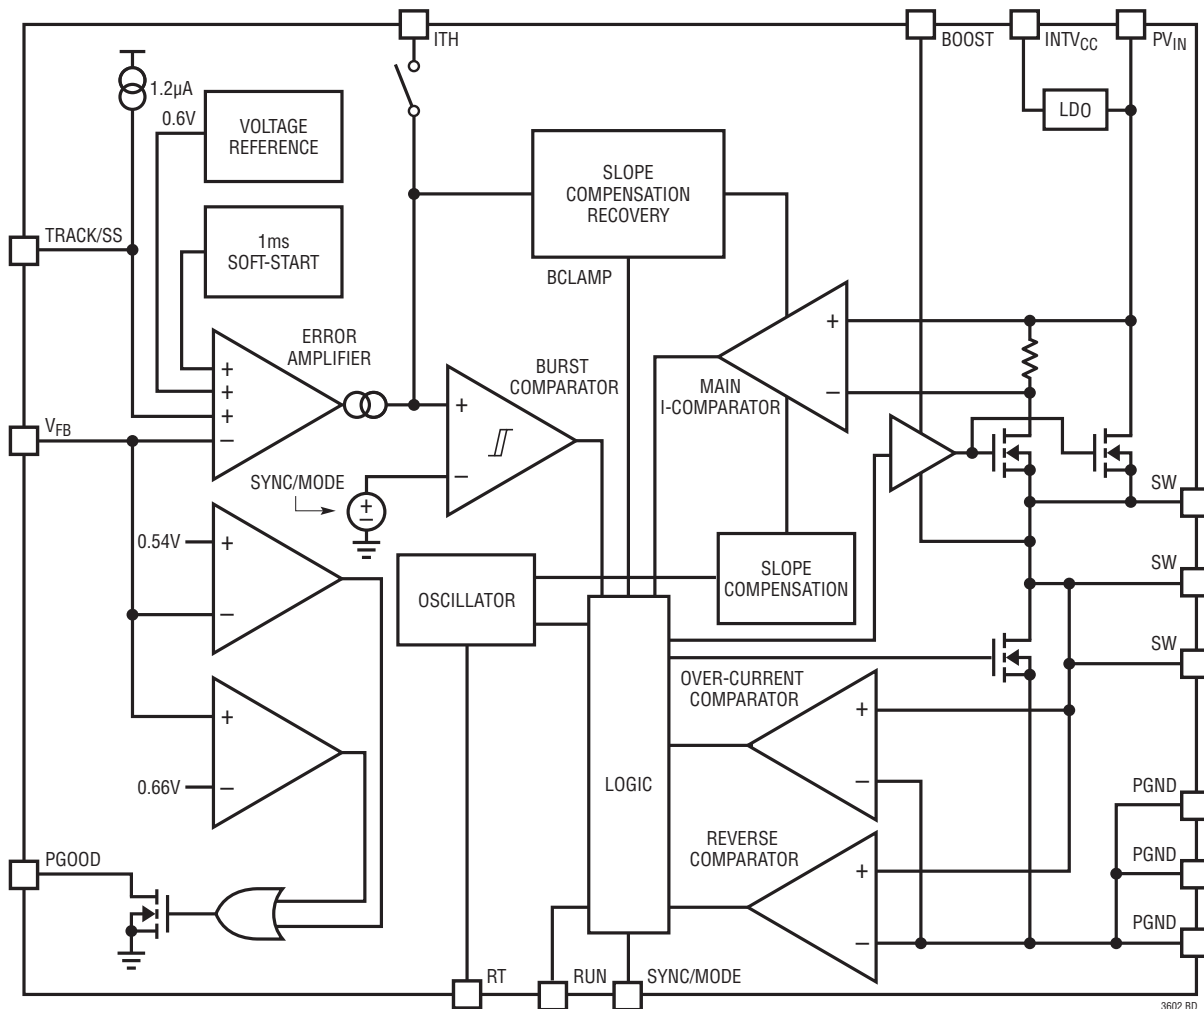 ITH
BOOST
INTVCC
PVIN
1.2µA
0.6V
VOLTAGE
REFERENCE
LDO
SLOPE
COMPENSATION
RECOVERY
TRACK/SS
1ms
SOFT-START
BCLAMP
ERROR
AMPLIFIER
+
+
+
–
BURST
COMPARATOR
+
–
MAIN
I-COMPARATOR
+
–
VFB
SYNC/MODE
+
–
SW
0.54V
+
–
OSCILLATOR
SLOPE
COMPENSATION
SW
SW
OVER-CURRENT
COMPARATOR
+
–
0.66V
+
–
LOGIC
PGND
REVERSE
COMPARATOR
+
–
PGND
PGND
PGOOD
RT
RUN
SYNC/MODE
3602 BD